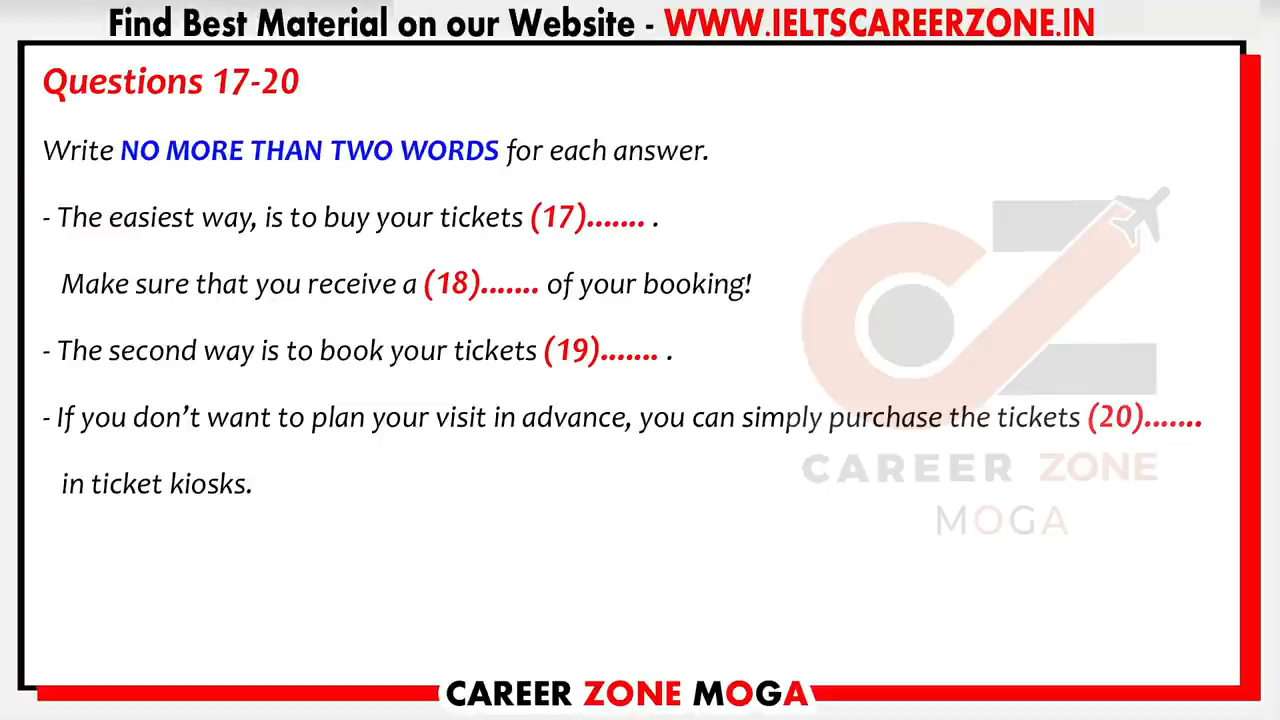 Find Best Material on our Website - WWW.IELTSCAREERZONE.IN
Questions 17-20
Write NO MORE THAN TWO WORDS for each answer.
- The easiest way, is to buy your tickets (17)....... .
Make sure that you receive a (18)....... of your booking!
- The second way is to book your tickets (19)....... .
- If you don’t want to plan your visit in advance, you can simply purchase the tickets (20).......
in ticket kiosks.
CAREER ZONE
MOGA
CAREER ZONE MOGA